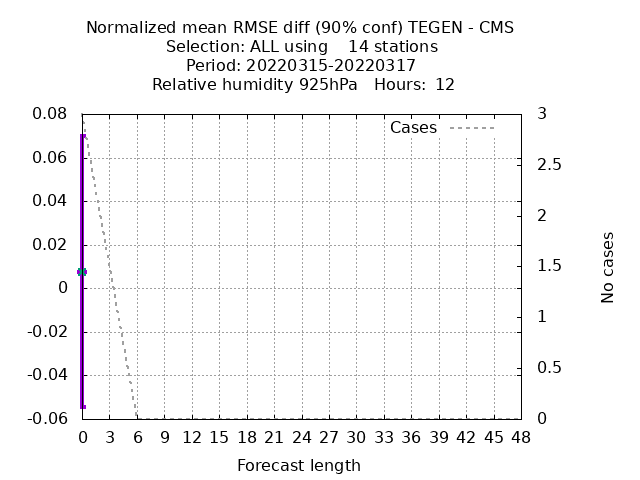 Normalized mean RMSE diff (90% conf) TEGEN - CMS
Selection: ALL using 14 stations
Period: 20220315-20220317
Relative humidity 925hPa Hours: 12
Cases
0.08
0.06
0.04
0.02
0
-0.02
-0.04
-0.06
3
2.5
2
1.5
1
0.5
0
No cases
0 3 6 9 12 15 18 21 24 27 30 33 36 39 42 45 48
Forecast length